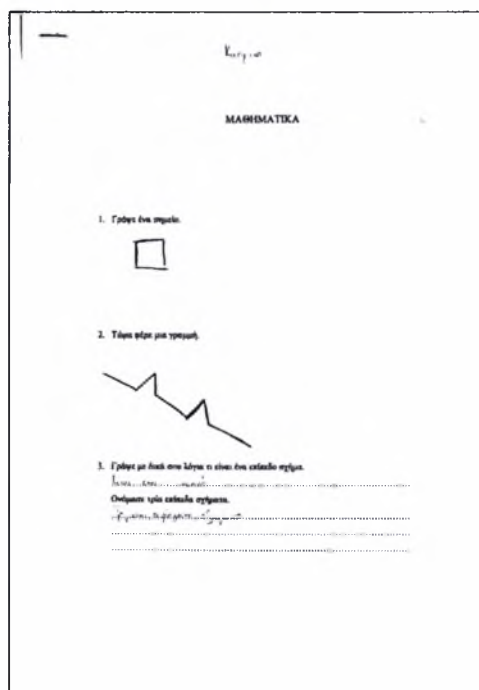 ΜΑΘΗΜΑΤΙΚΑ
1. Γράψε ένα σημείο.
2. Τώρα φέρε μια γραμμή.
3. Γράψε με δικά σου λόγια τι είναι ένα επίπεδο σχήμα.
Ονόμασε τρία επίπεδα σχήματα.